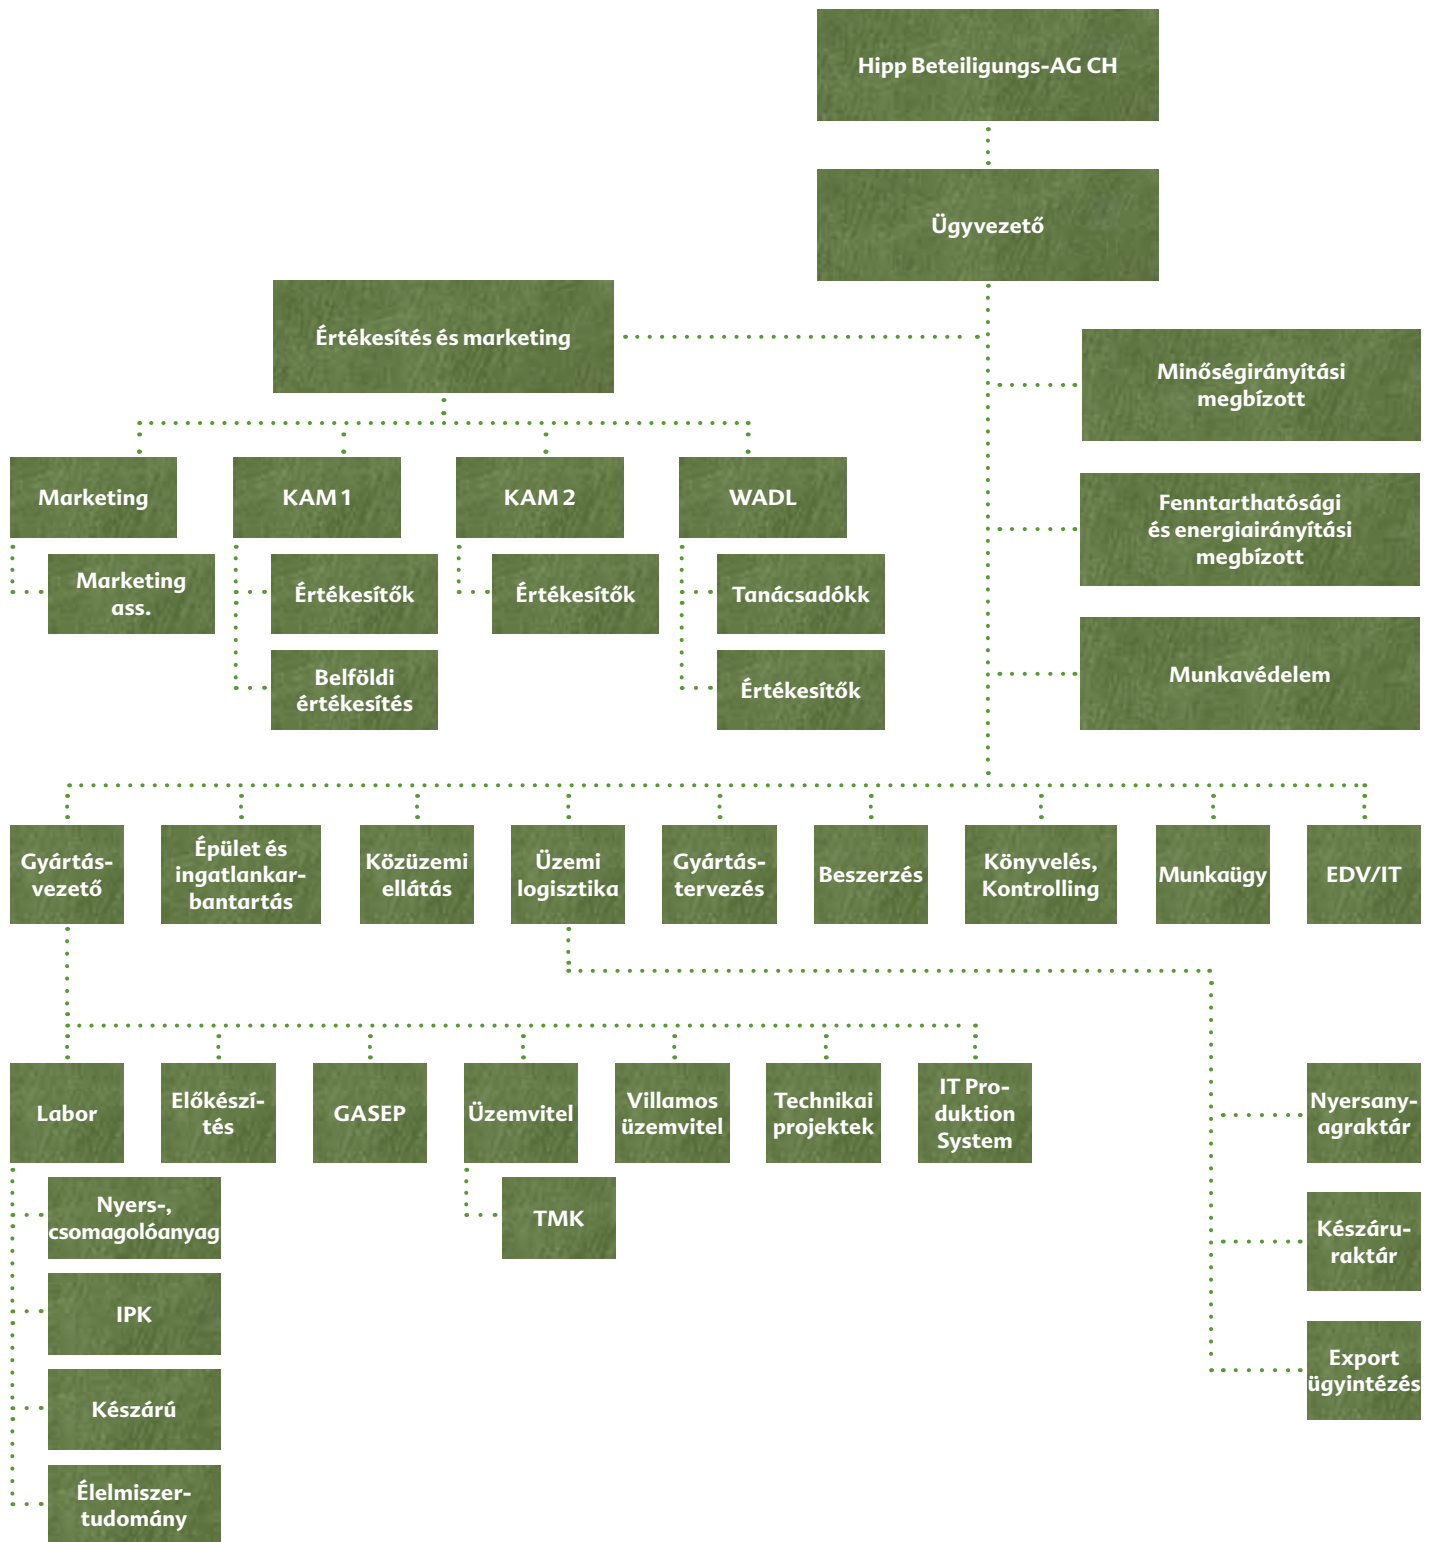 Hipp Beteiligungs-AG CH
Ügyvezető
Értékesítés és marketing
Minőségirányítási
megbízott
Fenntarthatósági
és energiairányítási
megbízott
Munkavédelem
Marketing
KAM 1
KAM 2
WADL
Marketing
ass.
Értékesítők
Értékesítők
Tanácsadókk
Belföldi
értékesítés
Értékesítők
Gyártás-
vezető
Épület és
ingatlankar-
bantartás
Közüzemi
ellátás
Üzemi
logisztika
Gyártás-
tervezés
Beszerzés
Könyvelés,
Kontrolling
Munkaügy
EDV/IT
Labor
Előkészí-
tés
GASEP
Üzemvitel
Villamos
üzemvitel
Technikai
projektek
IT Pro-
duktion
System
Nyersany-
agraktár
Nyers-,
csomagolóanyag
TMK
Készáru-
raktár
IPK
Export
ügyintézés
Készárú
Élelmiszer-
tudomány